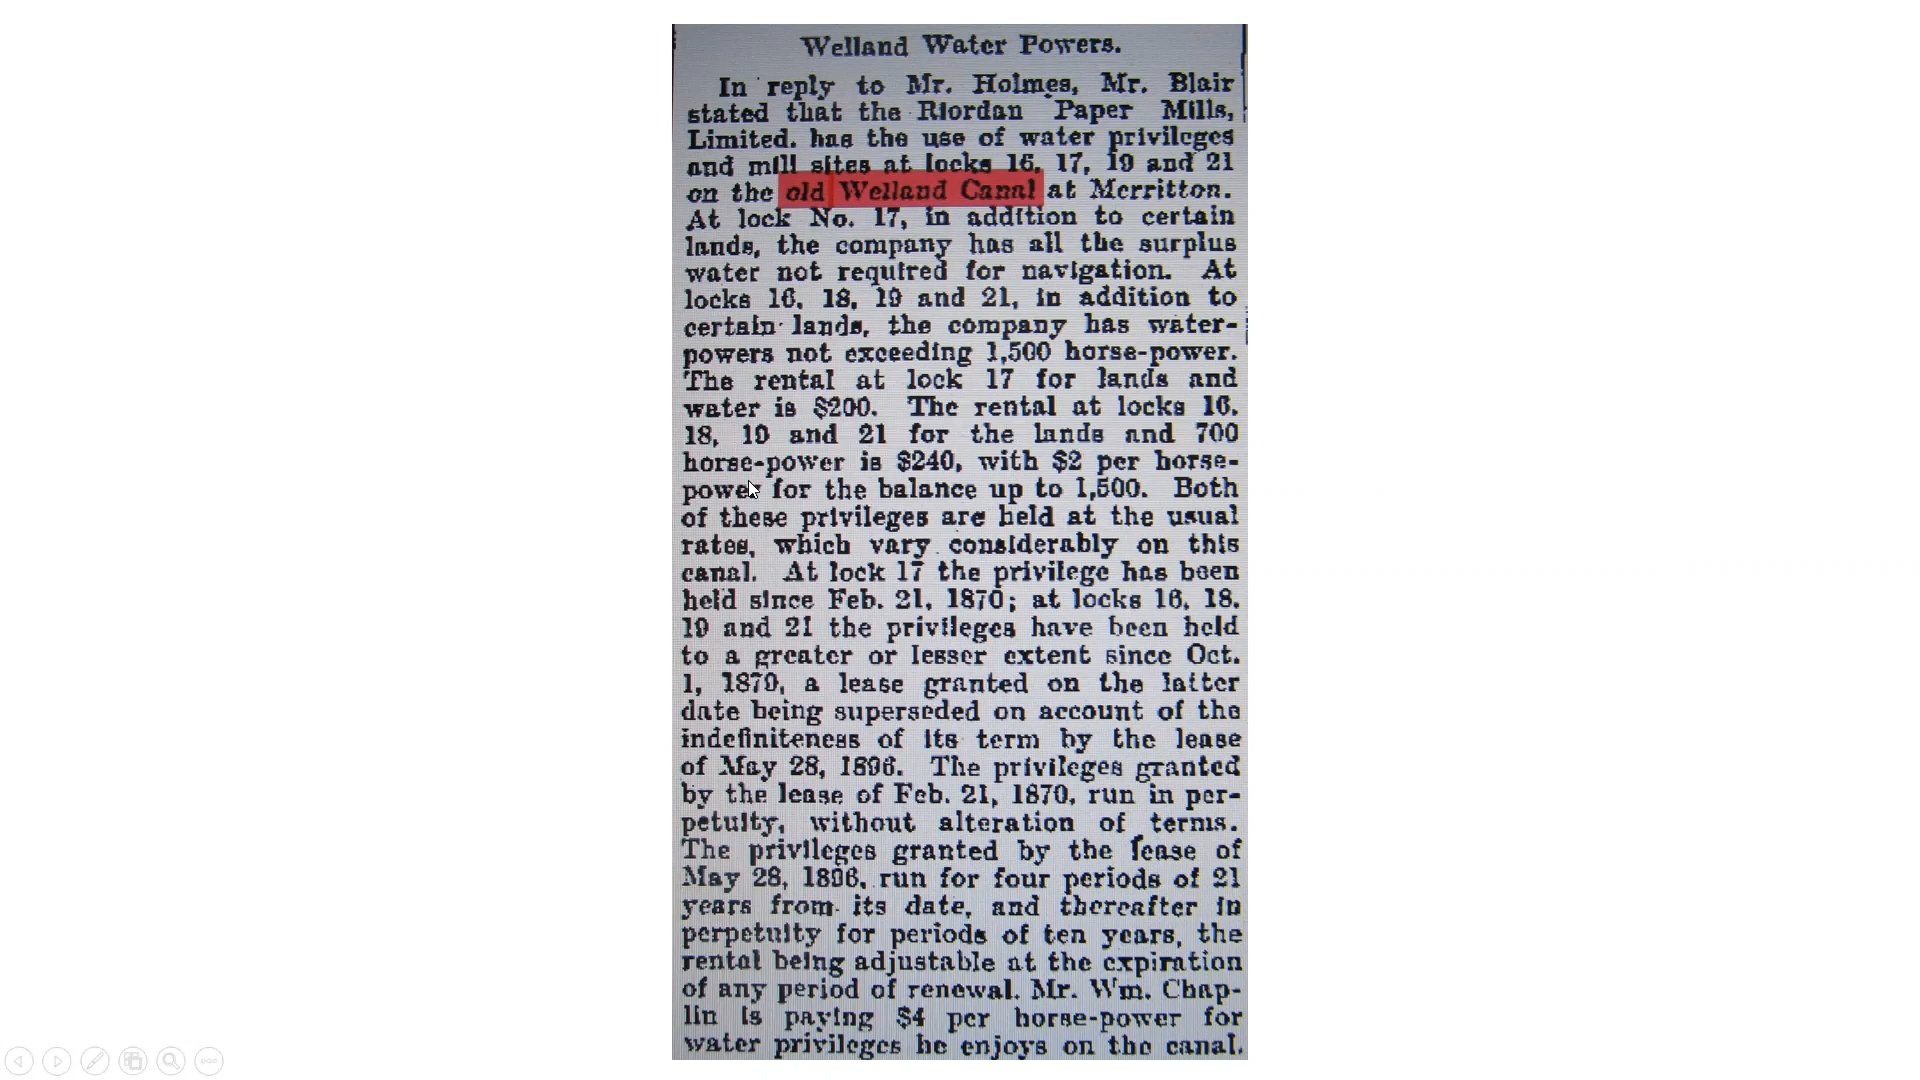 Welland Water Powers.
In reply to Mr. Holmes, Mr. Blair
stated that the Riordan Paper Mills,
Limited. has the use of water privileges
and mill sites at locks 16, 17, 19 and 21
on the old Welland Canal at Merritton.
At lock No. 17, in addition to certain
lands, the company has all the surplus
water not required for navigation. At
locks 16, 18, 19 and 21, in addition to
certain lands, the company has water-
powers not exceeding 1,500 horse-power.
The rental at lock 17 for lands and
water is $200. The rental at locks 16,
18, 19 and 21 for the lands and 700
horse-power is $240, with $2 per horse-
power for the balance up to 1,500. Both
of these privileges are held at the usual
rates, which vary considerably on this
canal. At lock 17 the privilege has been
held since Feb. 21, 1870; at locks 16, 18,
19 and 21 the privileges have been held
to a greater or lesser extent since Oct.
1, 1870, a lease granted on the latter
date being superseded on account of the
indefiniteness of its term by the lease
of May 28, 1896. The privileges granted
by the lease of Feb. 21, 1870, run in per-
petuity, without alteration of terms.
The privileges granted by the lease of
May 28, 1896, run for four periods of 21
years from its date, and thereafter in
perpetuity for periods of ten years, the
rental being adjustable at the expiration
of any period of renewal. Mr. Wm. Chap-
lin is paying $4 per horse-power for
water privileges he enjoys on the canal.